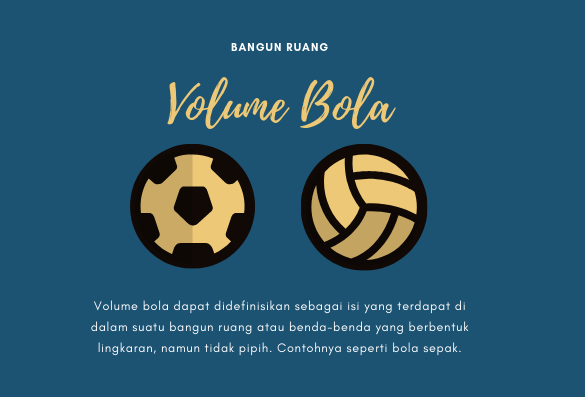 BANGUN RUANG
Volume Bola
Volume bola dapat didefinisikan sebagai isi yang terdapat di
dalam suatu bangun ruang atau benda-benda yang berbentuk
lingkaran, namun tidak pipih. Contohnya seperti bola sepak.